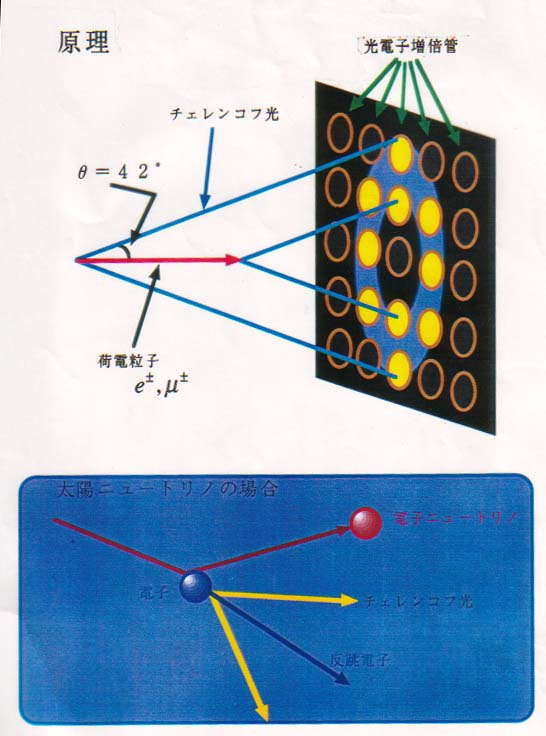 原理
光電子増倍管
チェレンコフ光
θ＝４２°
荷電粒子
e±,μ±
太陽ニュートリノの場合
電子ニュートリノ
電子
チェレンコフ光
反跳電子